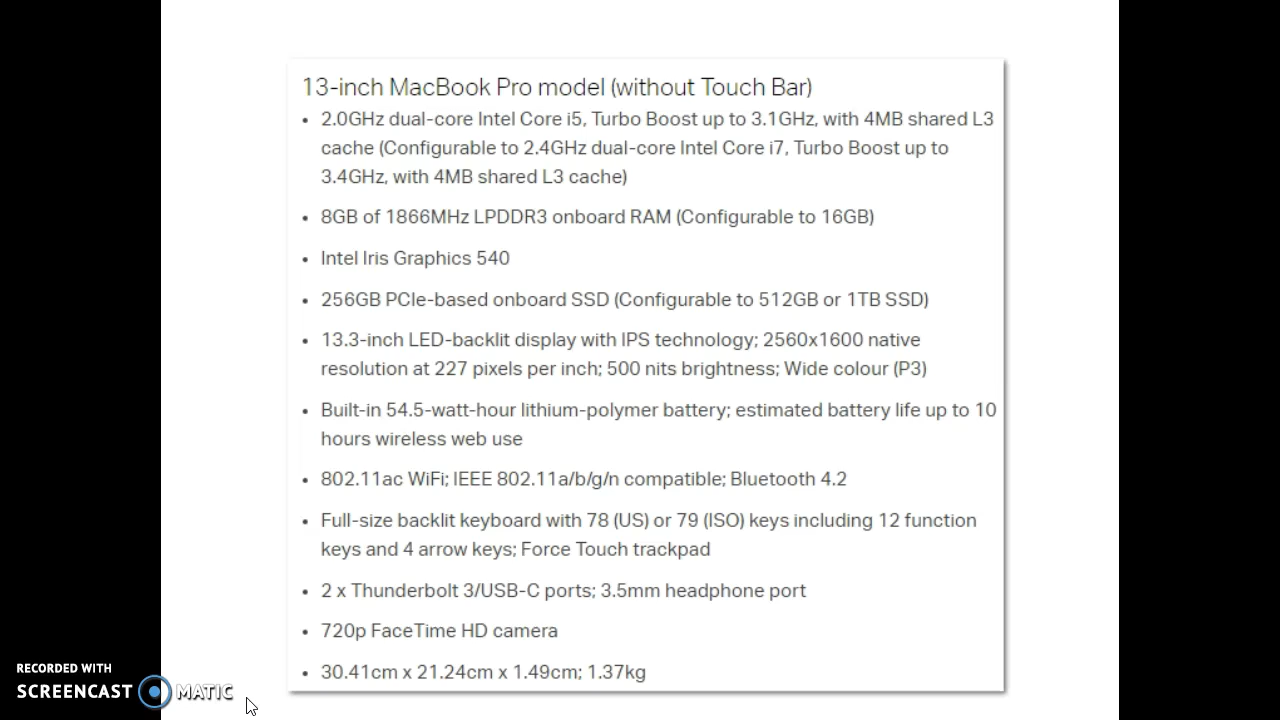 13-inch MacBook Pro model (without Touch Bar)
• 2.0GHz dual-core Intel Core i5, Turbo Boost up to 3.1GHz, with 4MB shared L3
cache (Configurable to 2.4GHz dual-core Intel Core i7, Turbo Boost up to
3.4GHz, with 4MB shared L3 cache)
• 8GB of 1866MHz LPDDR3 onboard RAM (Configurable to 16GB)
• Intel Iris Graphics 540
• 256GB PCIe-based onboard SSD (Configurable to 512GB or 1TB SSD)
• 13.3-inch LED-backlit display with IPS technology; 2560x1600 native
resolution at 227 pixels per inch; 500 nits brightness; Wide colour (P3)
• Built-in 54.5-watt-hour lithium-polymer battery; estimated battery life up to 10
hours wireless web use
• 802.11ac WiFi; IEEE 802.11a/b/g/n compatible; Bluetooth 4.2
• Full-size backlit keyboard with 78 (US) or 79 (ISO) keys including 12 function
keys and 4 arrow keys; Force Touch trackpad
• 2 x Thunderbolt 3/USB-C ports; 3.5mm headphone port
• 720p FaceTime HD camera
• 30.41cm x 21.24cm x 1.49cm; 1.37kg
RECORDED WITH
SCREENCAST MATIC